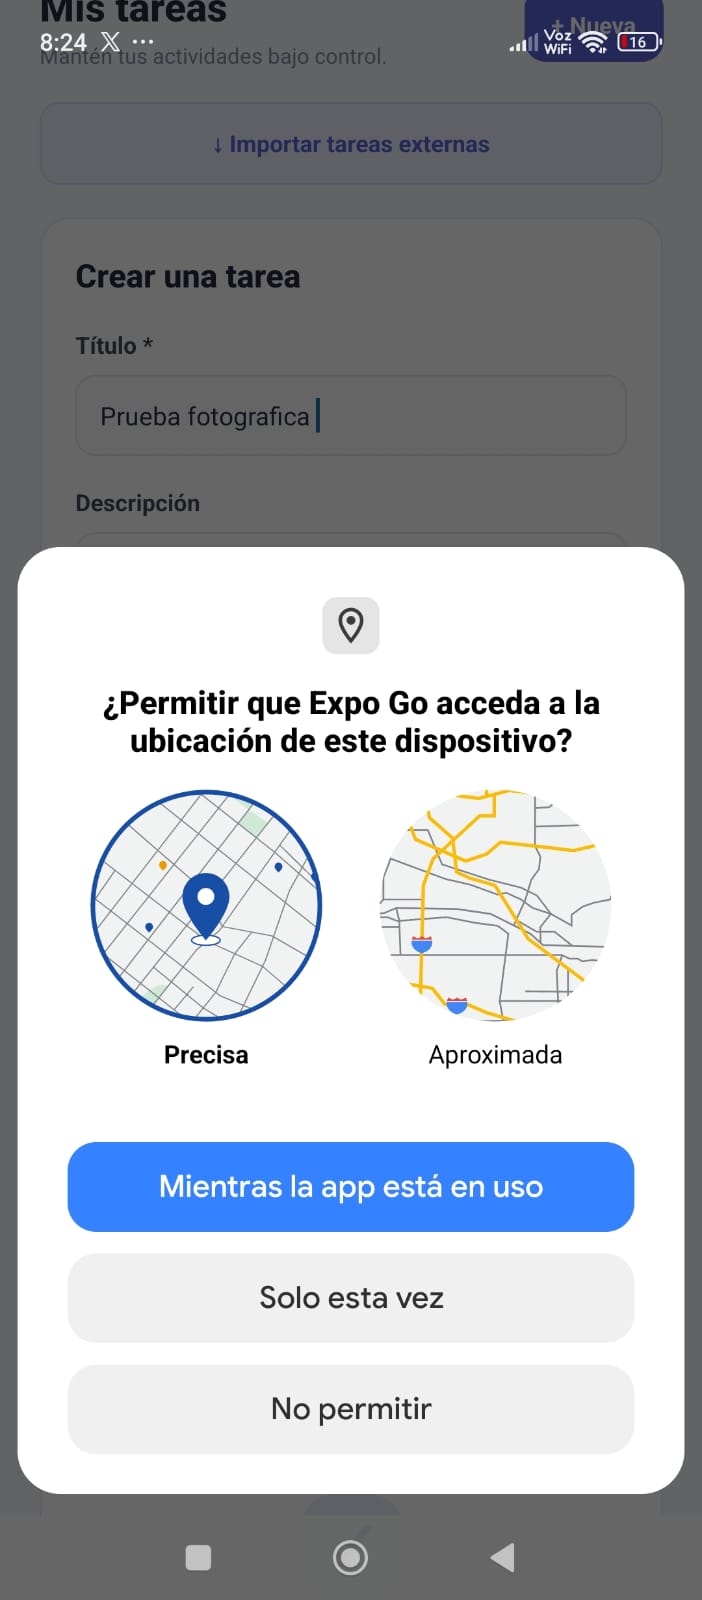 Mis tareas
+ Nueva
8:24
Voz
WiFi
16
Mantén tus actividades bajo control.
↓ Importar tareas externas
Crear una tarea
Título *
Prueba fotografica
Descripción
¿Permitir que Expo Go acceda a la
ubicación de este dispositivo?
Precisa
Aproximada
Mientras la app está en uso
Solo esta vez
No permitir